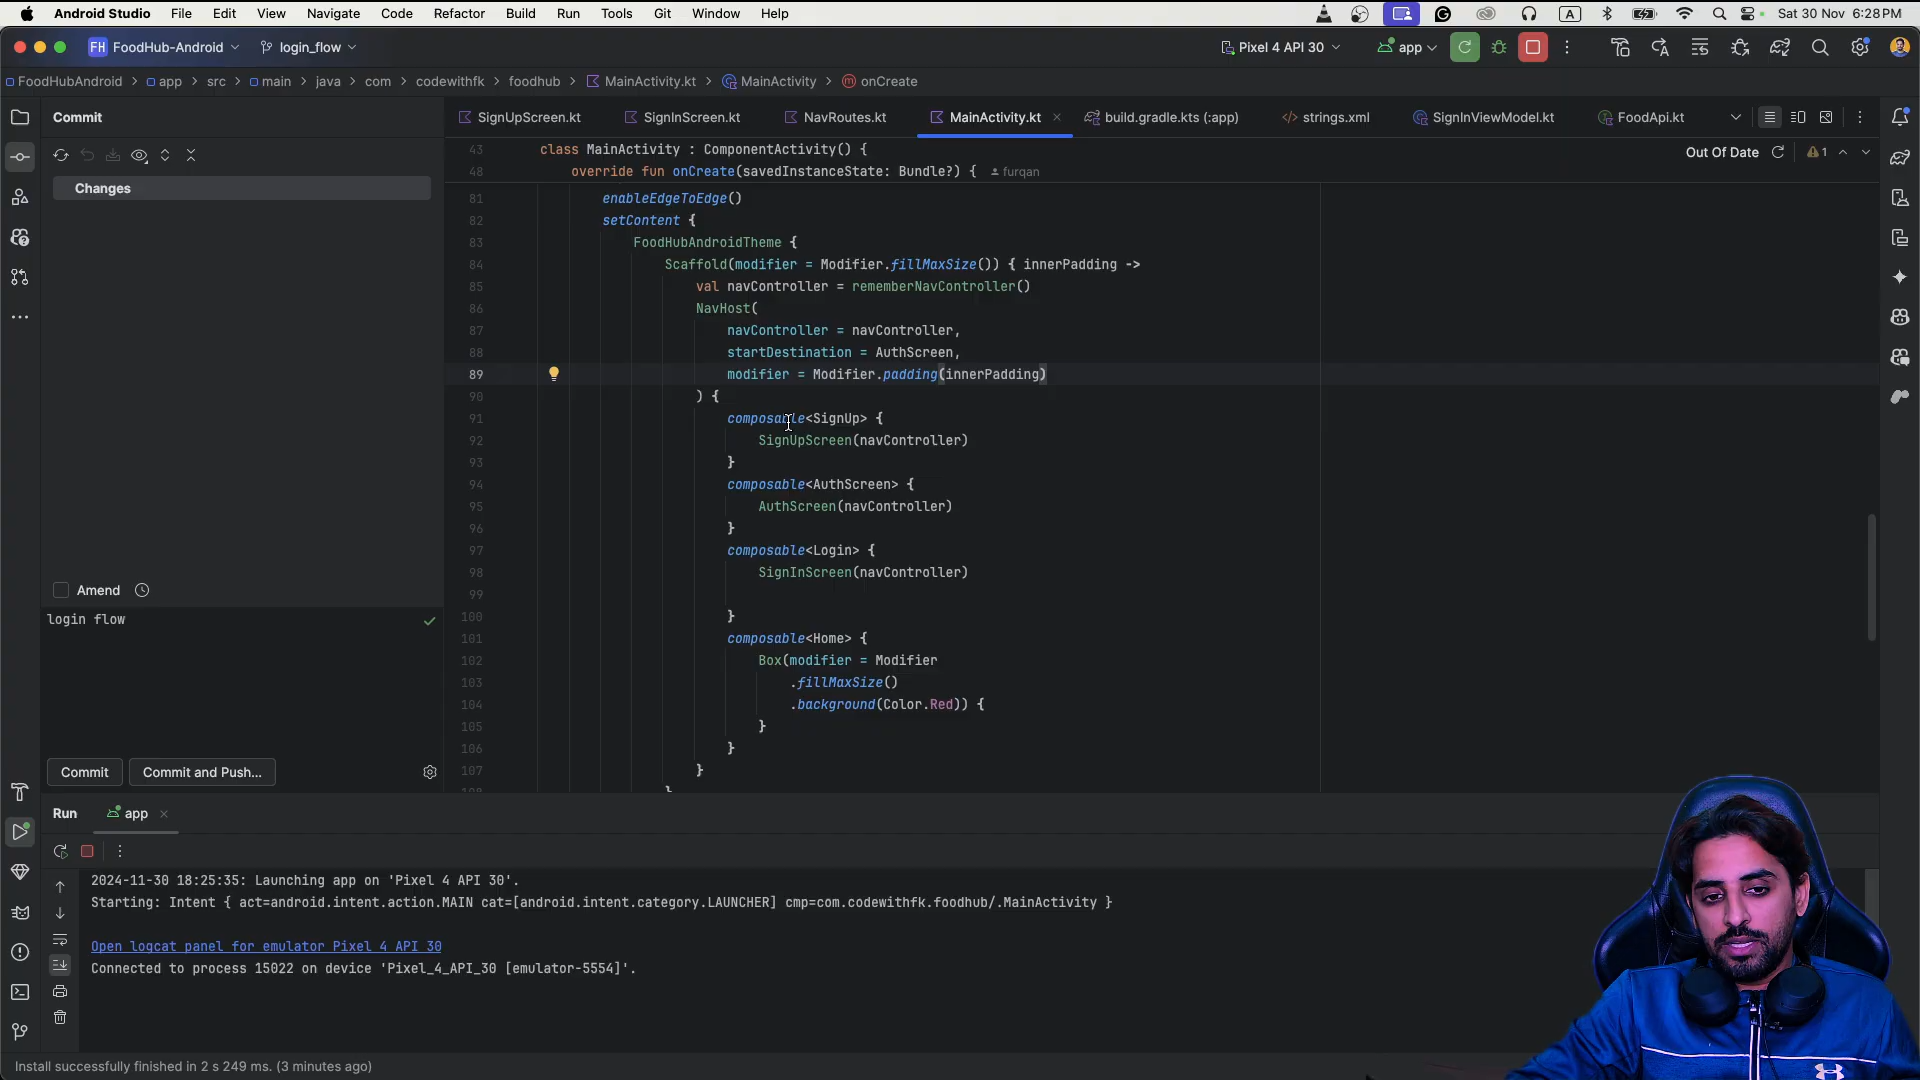 Android Studio File Edit View Navigate Code Refactor Build Run Tools Git Window Help A Sat 30 Nov 6:28 PM
FH FoodHub-Android login_flow Pixel 4 API 30 app
FoodHubAndroid app src main java com codewithfk foodhub MainActivity.kt MainActivity onCreate
Commit
SignUpScreen.kt SignInScreen.kt NavRoutes.kt MainActivity.kt build.gradle.kts (:app) strings.xml SignInViewModel.kt FoodApi.kt
Changes
Out Of Date 1
43 class MainActivity : ComponentActivity() {
48 override fun onCreate(savedInstanceState: Bundle?) { furqan
81 enableEdgeToEdge()
82 setContent {
83 FoodHubAndroidTheme {
84 Scaffold(modifier = Modifier.fillMaxSize()) { innerPadding ->
85 val navController = rememberNavController()
86 NavHost(
87 navController = navController,
88 startDestination = AuthScreen,
89 modifier = Modifier.padding(innerPadding)
90 ) {
91 composable<SignUp> {
92 SignUpScreen(navController)
93 }
94 composable<AuthScreen> {
95 AuthScreen(navController)
96 }
97 composable<Login> {
98 SignInScreen(navController)
99
100 }
101 composable<Home> {
102 Box(modifier = Modifier
103 .fillMaxSize()
104 .background(Color.Red)) {
105 }
106 }
107 }
108 }
Amend
login flow
Commit Commit and Push...
Run app
2024-11-30 18:25:35: Launching app on 'Pixel 4 API 30'.
Starting: Intent { act=android.intent.action.MAIN cat=[android.intent.category.LAUNCHER] cmp=com.codewithfk.foodhub/.MainActivity }
Open logcat panel for emulator Pixel 4 API 30
Connected to process 15022 on device 'Pixel_4_API_30 [emulator-5554]'.
Install successfully finished in 2 s 249 ms. (3 minutes ago)